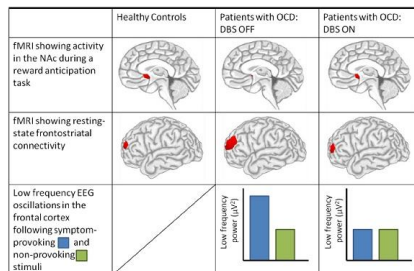 Healthy Controls
Patients with OCD:
DBS OFF
Patients with OCD:
DBS ON
fMRI showing activity
in the NAc during a
reward anticipation
task
fMRI showing resting-
state frontostriatal
connectivity
Low frequency EEG
oscillations in the
frontal cortex
following symptom-
provoking and
non-provoking
stimuli
Low frequency
power (µV²)
Low frequency
power (µV²)